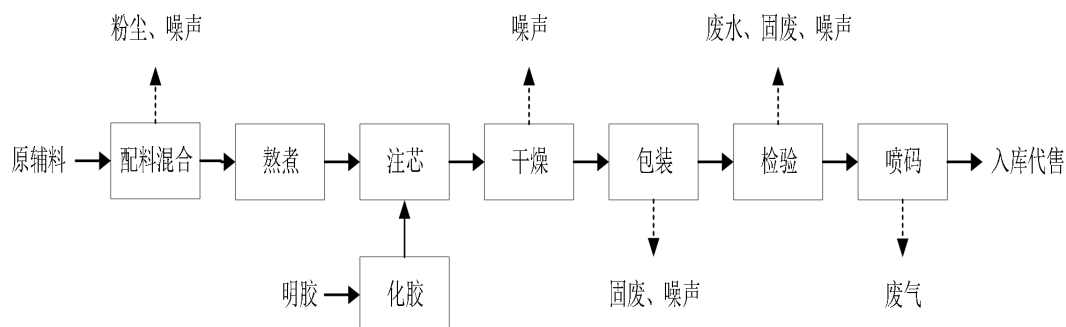 粉尘、噪声
噪声
废水、固废、噪声
原辅料
配料混合
熬煮
注芯
干燥
包装
检验
喷码
入库代售
明胶
化胶
固废、噪声
废气